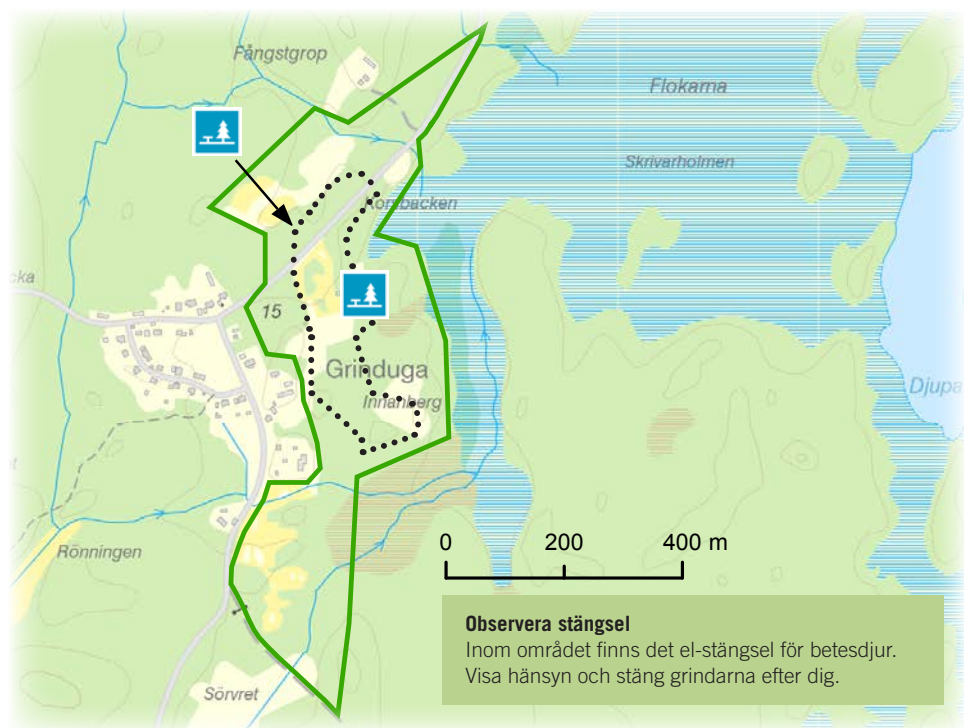 Fångstgrop
Flokarna
Skrivarholmen
15
Grinduga
Innanberg
Djupa
Rönningen
Sörvret
0 200 400 m
Observera stängsel
Inom området finns det el-stängsel för betesdjur.
Visa hänsyn och stäng grindarna efter dig.